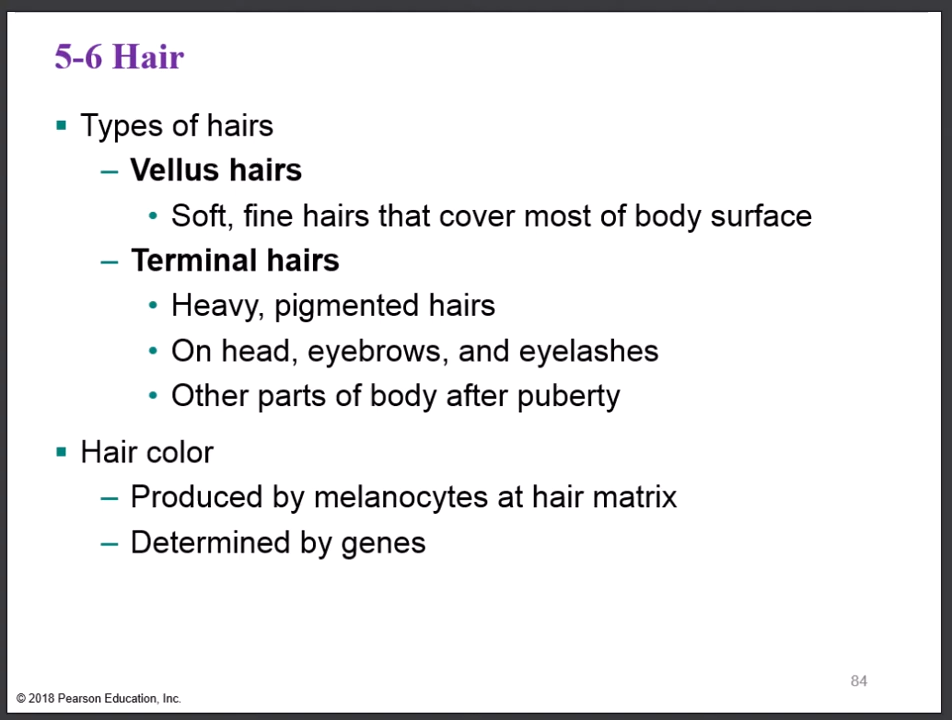 5-6 Hair
▪ Types of hairs
– Vellus hairs
• Soft, fine hairs that cover most of body surface
– Terminal hairs
• Heavy, pigmented hairs
• On head, eyebrows, and eyelashes
• Other parts of body after puberty
▪ Hair color
– Produced by melanocytes at hair matrix
– Determined by genes
84
© 2018 Pearson Education, Inc.